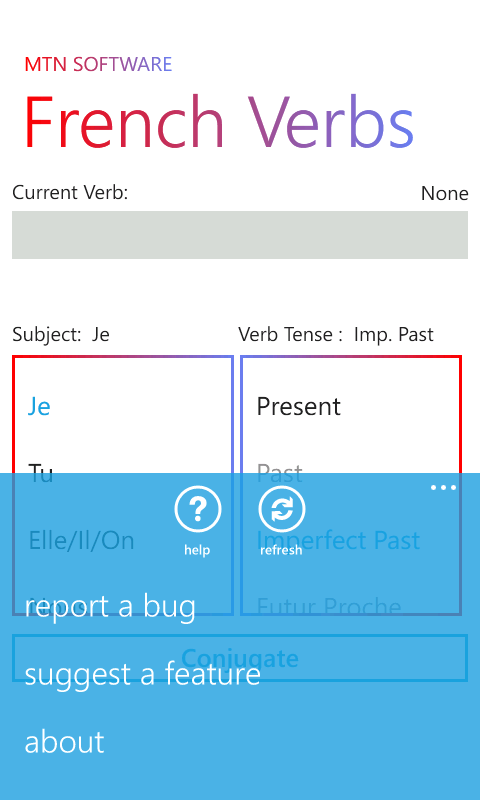 MTN SOFTWARE
French Verbs
Current Verb: None
Subject: Je Verb Tense : Imp. Past
Je Present
Tu Past
...
help refresh
Elle/Il/On Imperfect Past
Nous Futur Proche
report a bug
Conjugate
suggest a feature
about